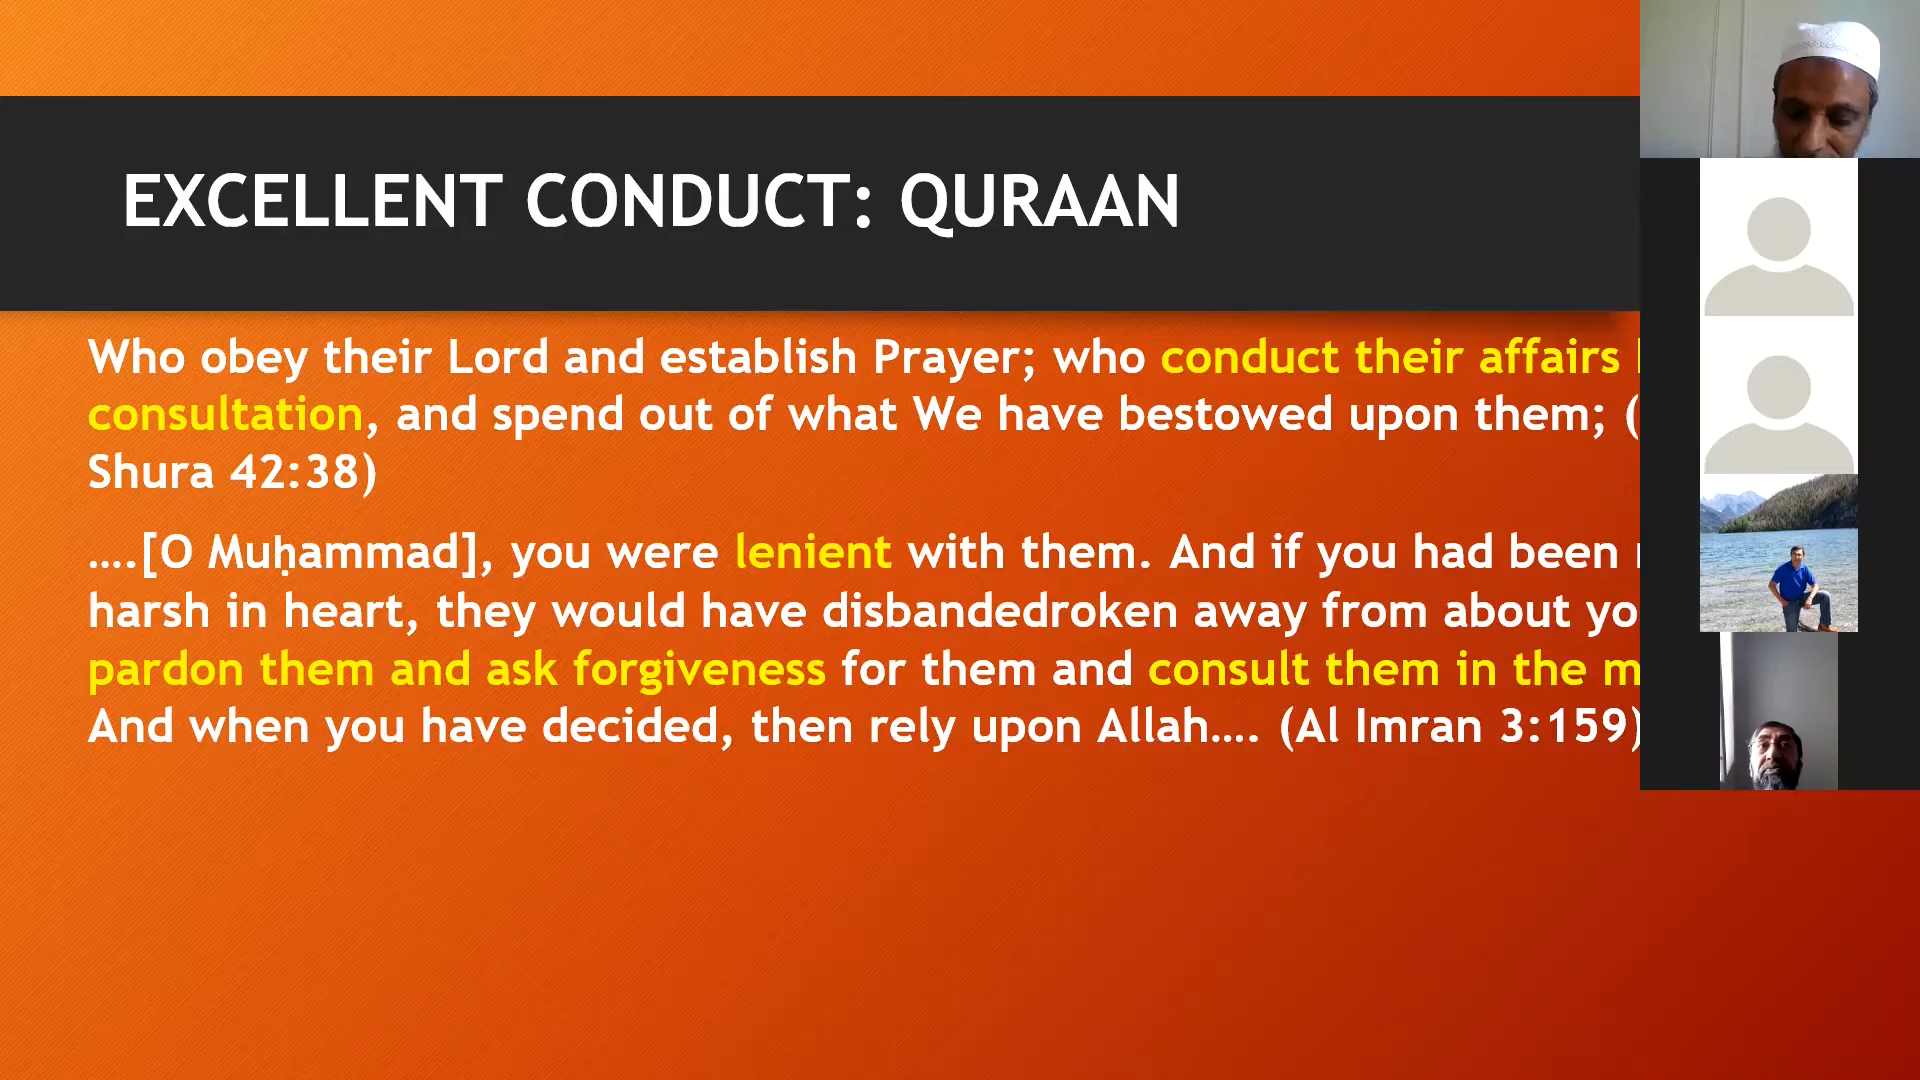 EXCELLENT CONDUCT: QURAAN
Who obey their Lord and establish Prayer; who conduct their affairs
consultation, and spend out of what We have bestowed upon them; (
Shura 42:38)
....[O Muḥammad], you were lenient with them. And if you had been
harsh in heart, they would have disbandedroken away from about yo
pardon them and ask forgiveness for them and consult them in the m
And when you have decided, then rely upon Allah.... (Al Imran 3:159)